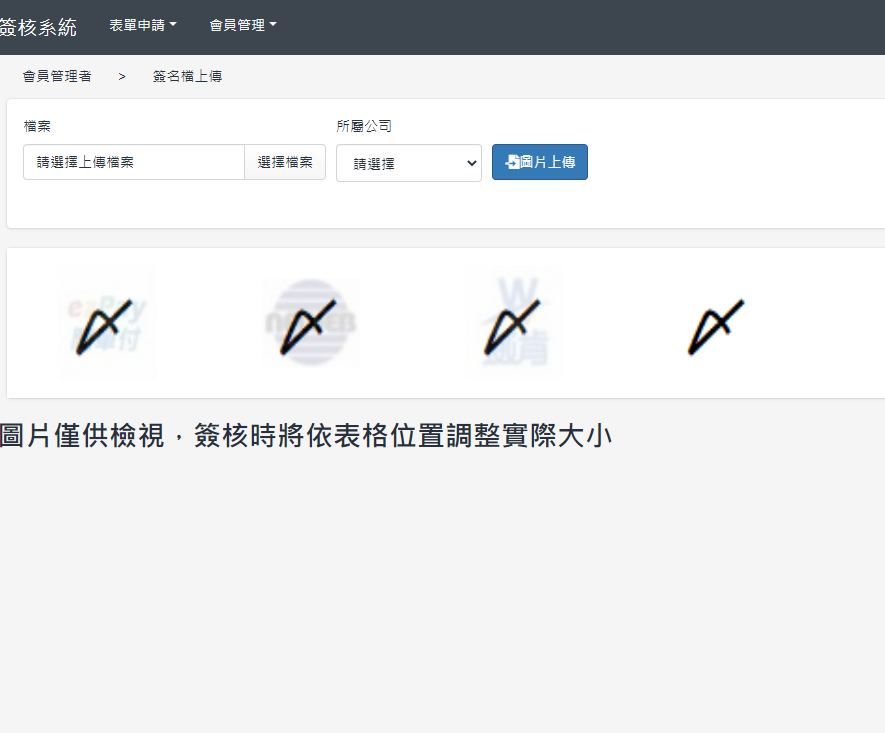 簽核系統 表單申請 會員管理
會員管理者 > 簽名檔上傳
檔案 所屬公司
請選擇上傳檔案 選擇檔案 請選擇 圖片上傳
圖片僅供檢視，簽核時將依表格位置調整實際大小